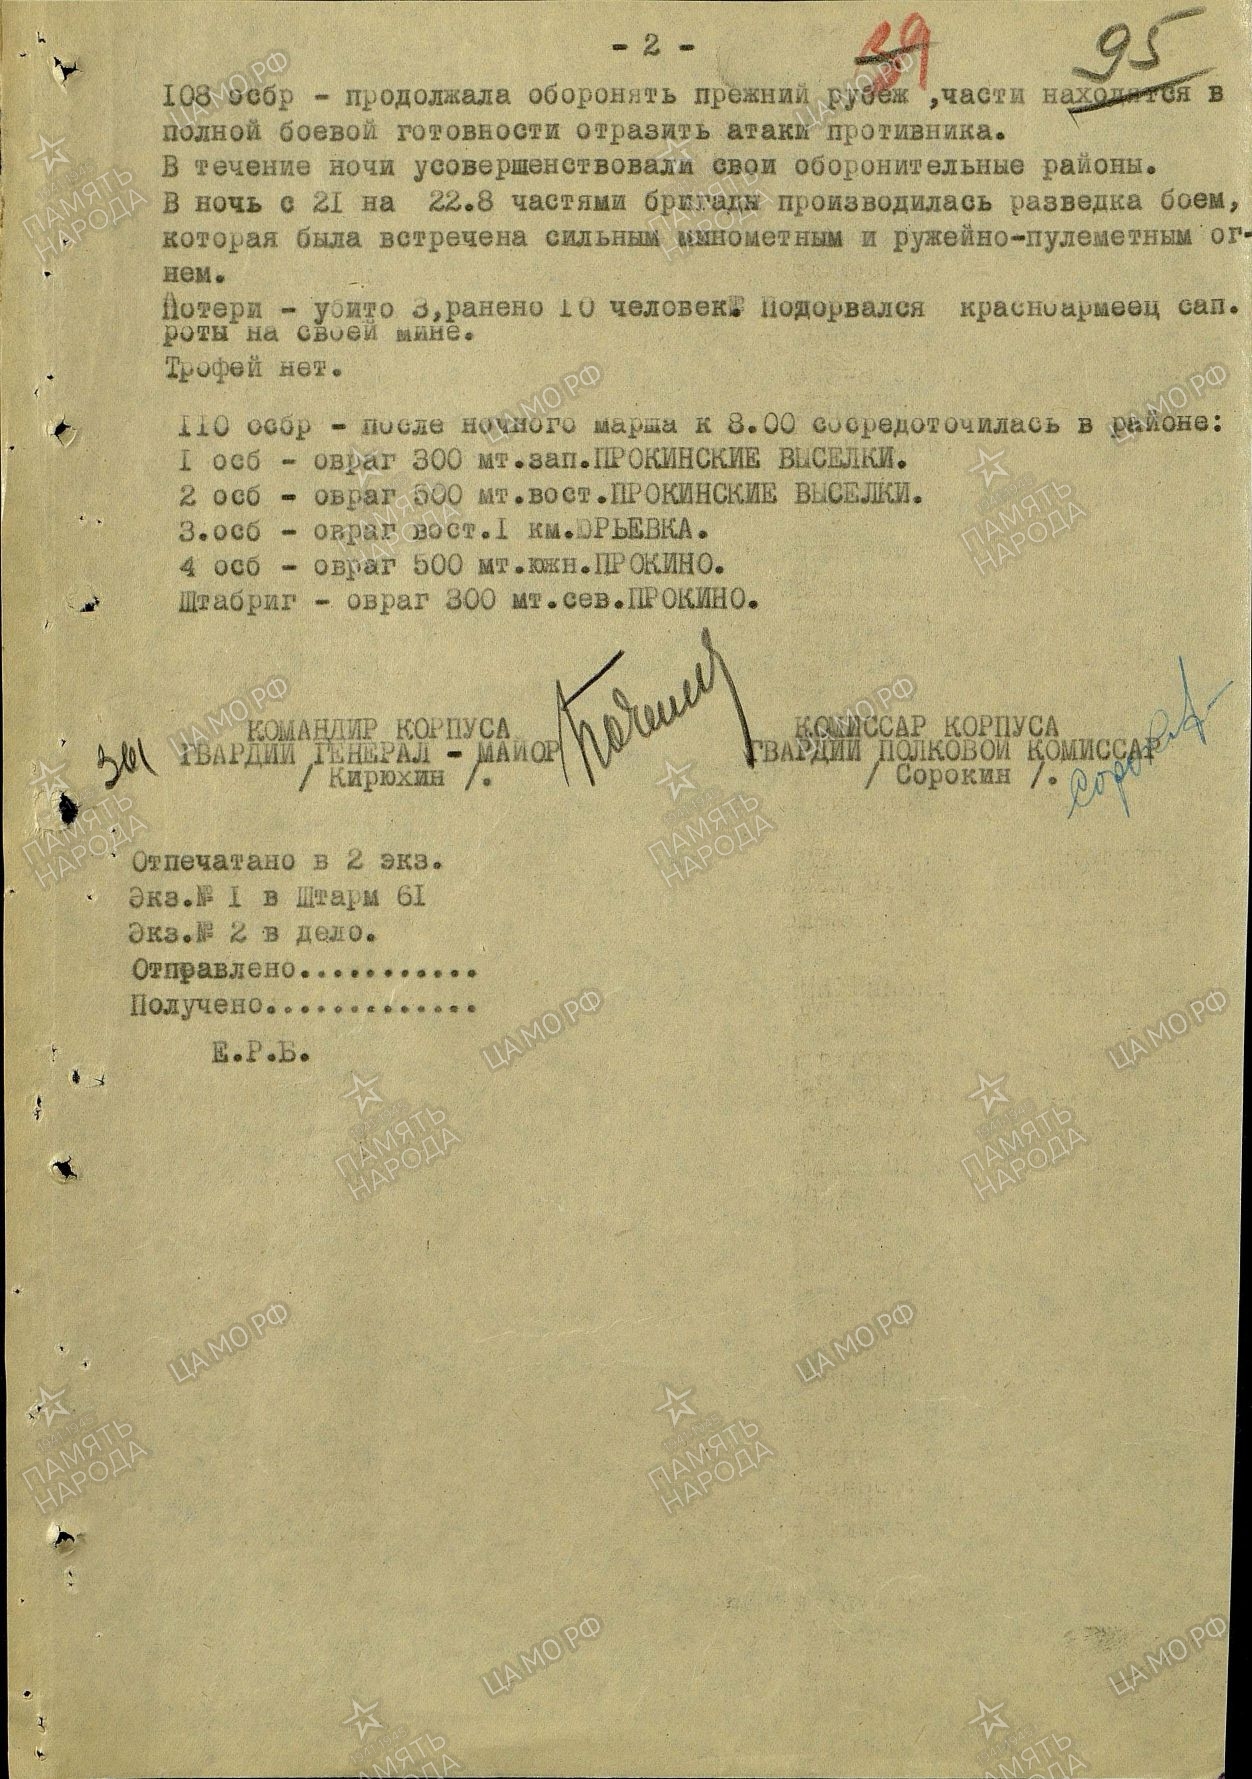 - 2 -
39
95
108 осбр - продолжала оборонять прежний рубеж ,части находятся в
полной боевой готовности отразить атаки противника.
В течение ночи усовершенствовали свои оборонительные районы.
В ночь с 21 на 22.8 частями бригады производилась разведка боем,
которая была встречена сильным минометным и ружейно-пулеметным ог-
нем.
Потери - убито 3,ранено 10 человек. Подорвался красноармеец сап.
роты на своей мине.
Трофей нет.
110 осбр - после ночного марша к 8.00 сосредоточилась в районе:
1 осб - овраг 300 мт.зап.ПРОКИНСКИЕ ВЫСЕЛКИ.
2 осб - овраг 500 мт.вост.ПРОКИНСКИЕ ВЫСЕЛКИ.
3.осб - овраг вост.1 км.ЮРЬЕВКА.
4 осб - овраг 500 мт.южн.ПРОКИНО.
Штабриг - овраг 300 мт.сев.ПРОКИНО.
КОМАНДИР КОРПУСА
ГВАРДИИ ГЕНЕРАЛ - МАЙОР
/ Кирюхин /.
КОМИССАР КОРПУСА
ГВАРДИИ ПОЛКОВОЙ КОМИССАР
/ Сорокин /.
Отпечатано в 2 экз.
Экз.№ 1 в Штарм 61
Экз.№ 2 в дело.
Отправлено...........
Получено.............
Е.Р.Б.
ПАМЯТЬ НАРОДА
ЦАМО РФ